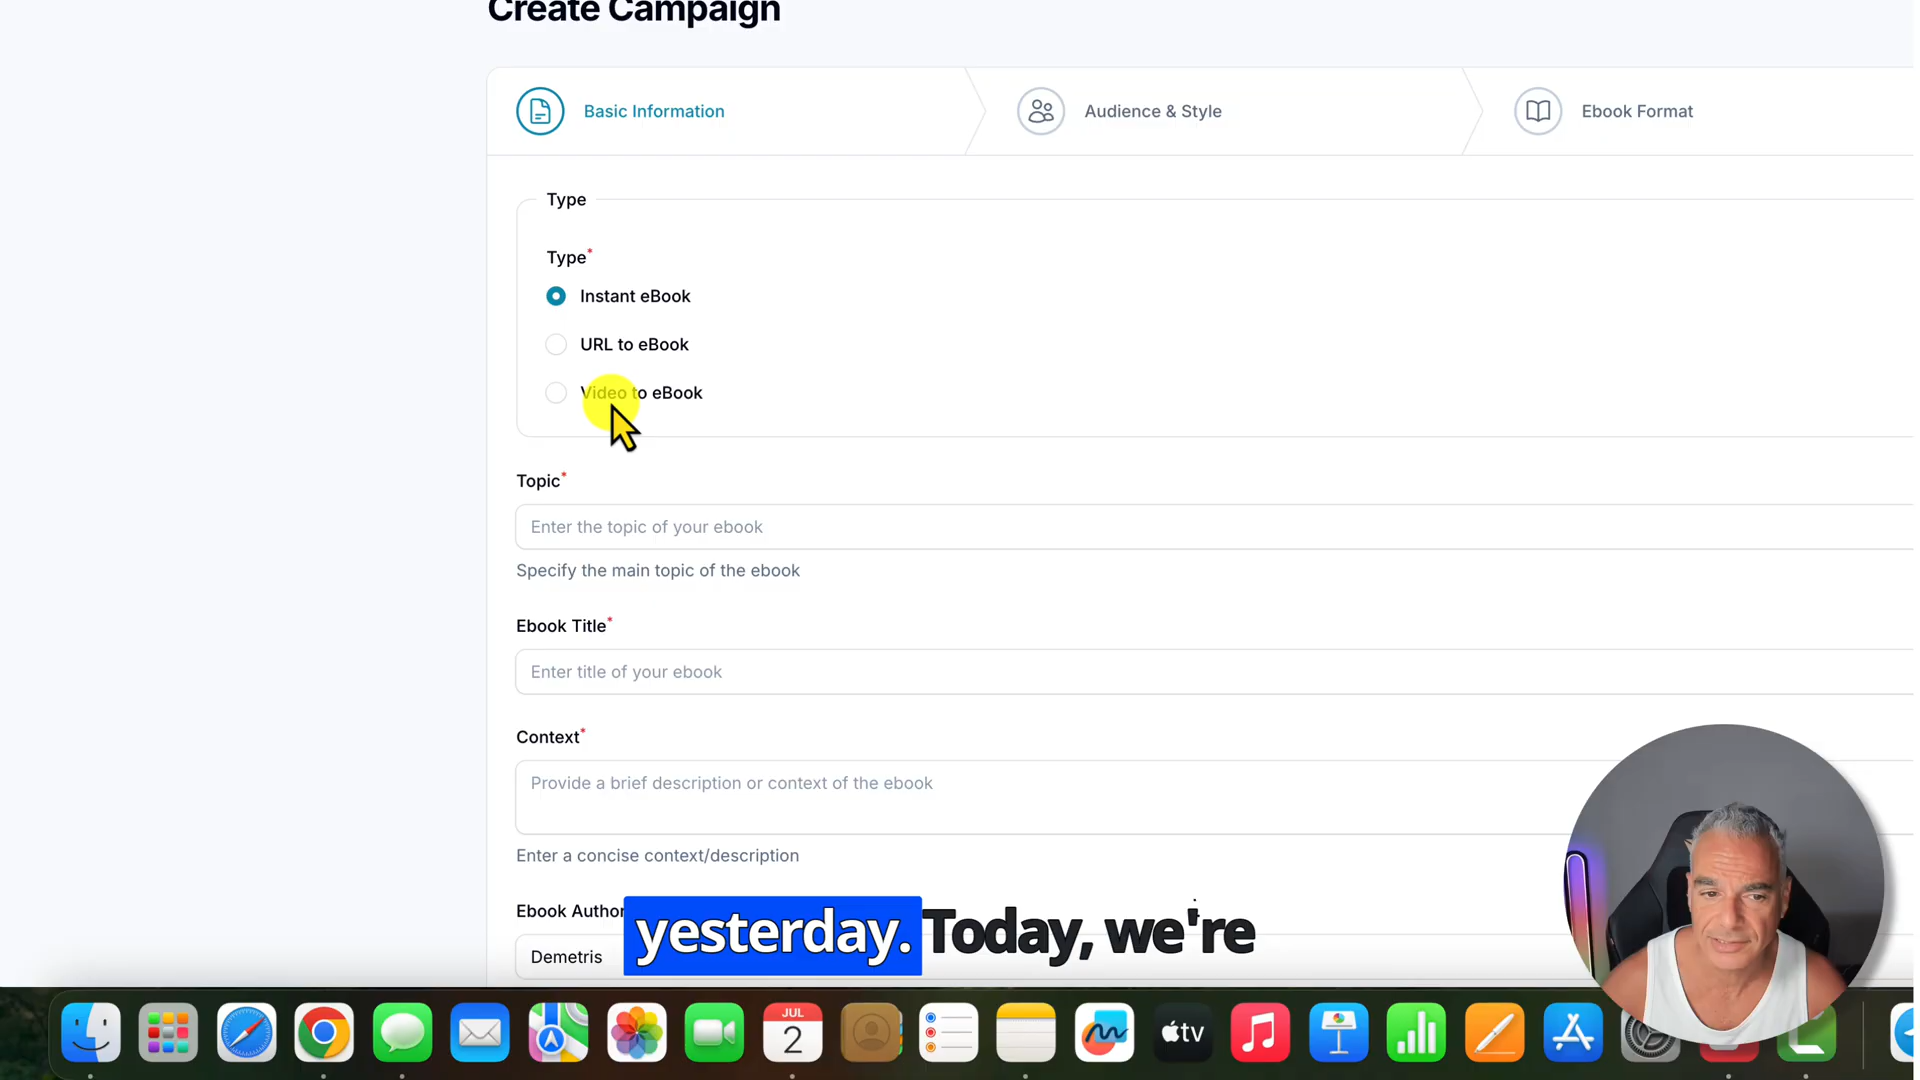 Create Campaign
Basic Information
Audience & Style
Ebook Format
Type
Type*
Instant eBook
URL to eBook
Video to eBook
Topic*
Enter the topic of your ebook
Specify the main topic of the ebook
Ebook Title*
Enter title of your ebook
Context*
Provide a brief description or context of the ebook
Enter a concise context/description
Ebook Author
Demetris
yesterday. Today, we're
JUL
2
tv